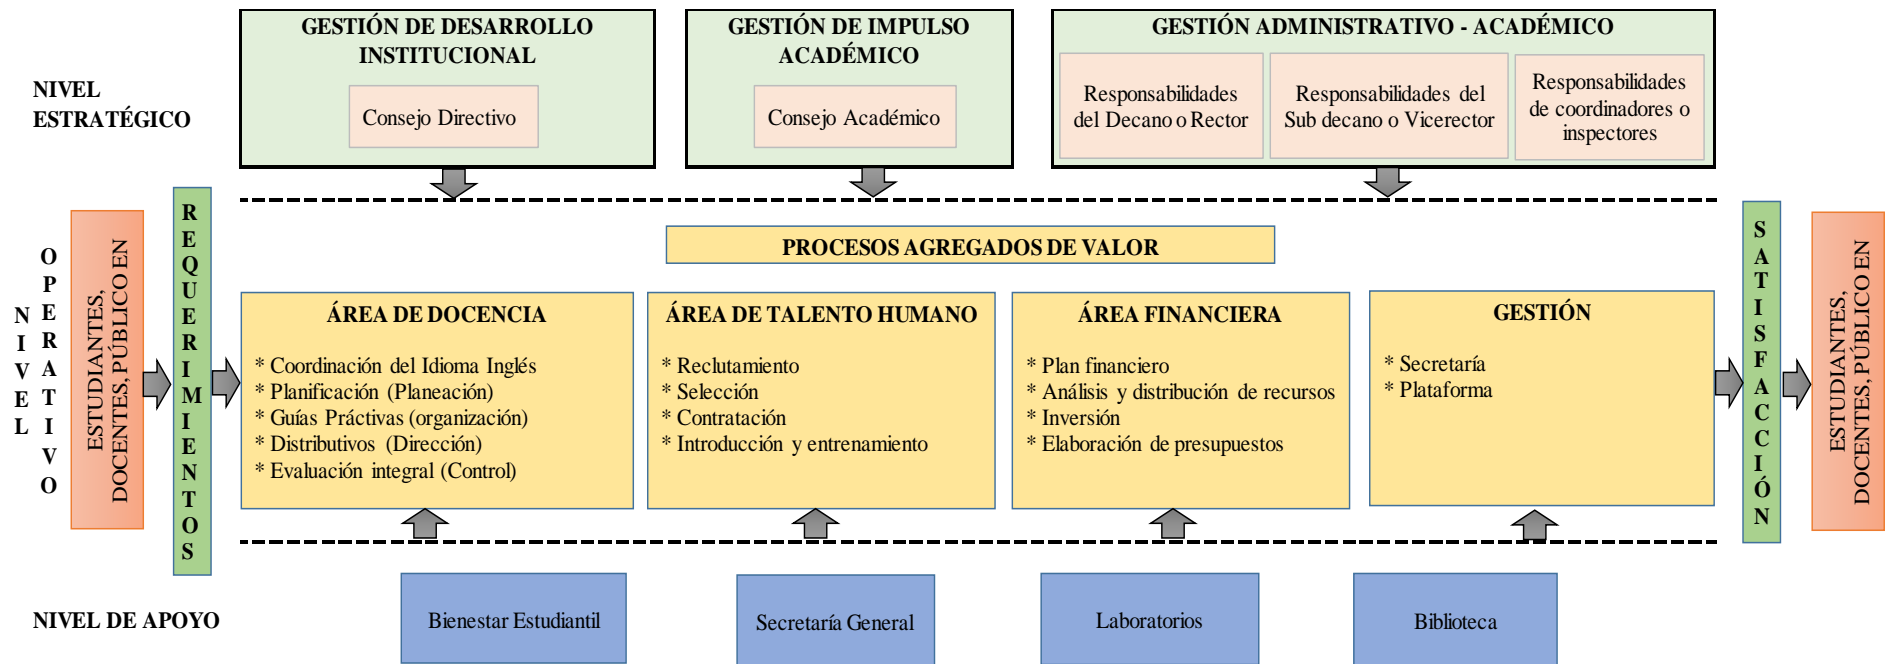 GESTIÓN DE DESARROLLO
INSTITUCIONAL
Consejo Directivo
GESTIÓN DE IMPULSO
ACADÉMICO
Consejo Académico
GESTIÓN ADMINISTRATIVO - ACADÉMICO
Responsabilidades
del Decano o Rector
Responsabilidades del
Sub decano o Vicerector
Responsabilidades
de coordinadores o
inspectores
NIVEL
ESTRATÉGICO
NIVEL
OPERATIVO
ESTUDIANTES,
DOCENTES, PÚBLICO EN
REQUERIMIENTOS
PROCESOS AGREGADOS DE VALOR
ÁREA DE DOCENCIA
* Coordinación del Idioma Inglés
* Planificación (Planeación)
* Guías Prácticas (organización)
* Distributivos (Dirección)
* Evaluación integral (Control)
ÁREA DE TALENTO HUMANO
* Reclutamiento
* Selección
* Contratación
* Introducción y entrenamiento
ÁREA FINANCIERA
* Plan financiero
* Análisis y distribución de recursos
* Inversión
* Elaboración de presupuestos
GESTIÓN
* Secretaría
* Plataforma
SATISFACCIÓN
ESTUDIANTES,
DOCENTES, PÚBLICO EN
NIVEL DE APOYO
Bienestar Estudiantil
Secretaría General
Laboratorios
Biblioteca